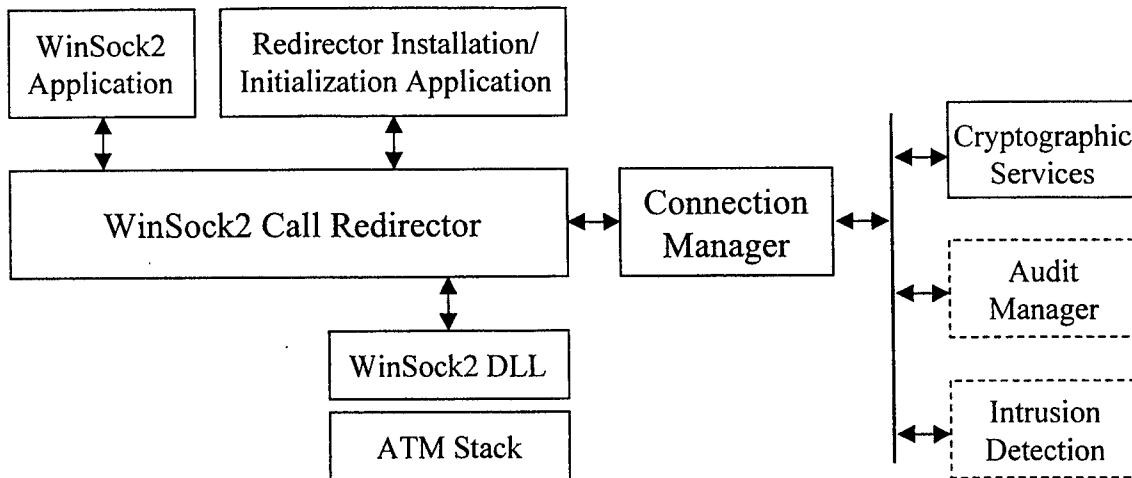 WinSock2
Application
Redirector Installation/
Initialization Application
WinSock2 Call Redirector
Connection
Manager
Cryptographic
Services
Audit
Manager
Intrusion
Detection
WinSock2 DLL
ATM Stack